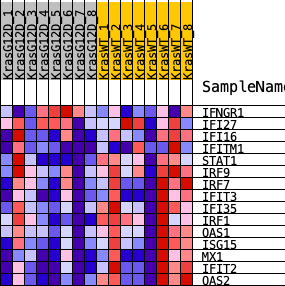 KrasG12D_1
KrasG12D_2
KrasG12D_3
KrasG12D_4
KrasG12D_5
KrasG12D_6
KrasG12D_7
KrasG12D_8
KrasWT_1
KrasWT_2
KrasWT_3
KrasWT_4
KrasWT_5
KrasWT_6
KrasWT_7
KrasWT_8
SampleName
IFNGR1
IFI27
IFI16
IFITM1
STAT1
IRF9
IRF7
IFIT3
IFI35
IRF1
OAS1
ISG15
MX1
IFIT2
OAS2